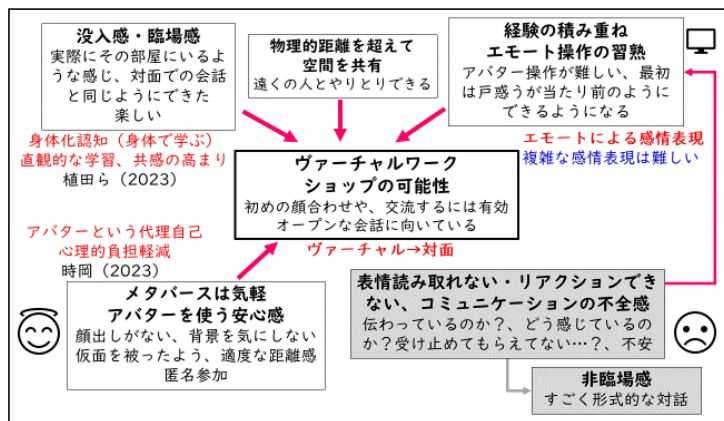 没入感・臨場感
実際にその部屋にいるよ
うな感じ、対面での会話
と同じようにできた
楽しい
物理的距離を超えて
空間を共有
遠くの人とやりとりできる
経験の積み重ね
エモート操作の習熟
アバター操作が難しい、最初
は戸惑うが当たり前のように
できるようになる
身体化認知（身体で学ぶ）
直観的な学習、共感の高まり
植田ら（2023）
エモートによる感情表現
複雑な感情表現は難しい
ヴァーチャルワーク
ショップの可能性
初めの顔合わせや、交流するには有効
オープンな会話に向いている
ヴァーチャル→対面
アバターという代理自己
心理的負担軽減
時岡（2023）
メタバースは気軽
アバターを使う安心感
顔出しがない、背景を気にしない
仮面を被ったよう、適度な距離感
匿名参加
表情読み取れない・リアクションでき
ない、コミュニケーションの不全感
伝わっているのか？、どう感じているの
か？受け止めてもらえてない…？、不安
非臨場感
すごく形式的な対話